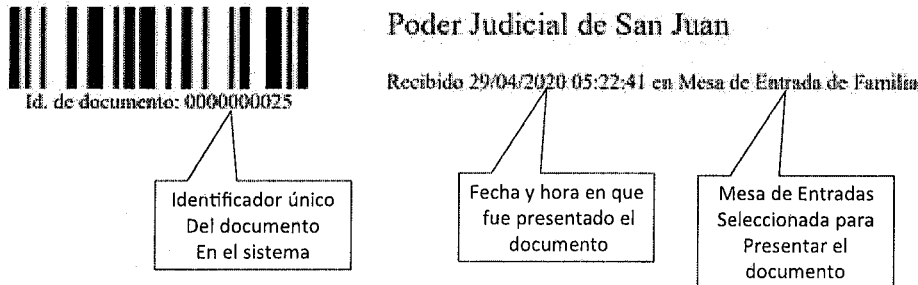 Poder Judicial de San Juan
Id. de documento: 0000000025
Recibido 29/04/2020 05:22:41 en Mesa de Entrada de Familia
Identificador único
Del documento
En el sistema
Fecha y hora en que
fue presentado el
documento
Mesa de Entradas
Seleccionada para
Presentar el
documento